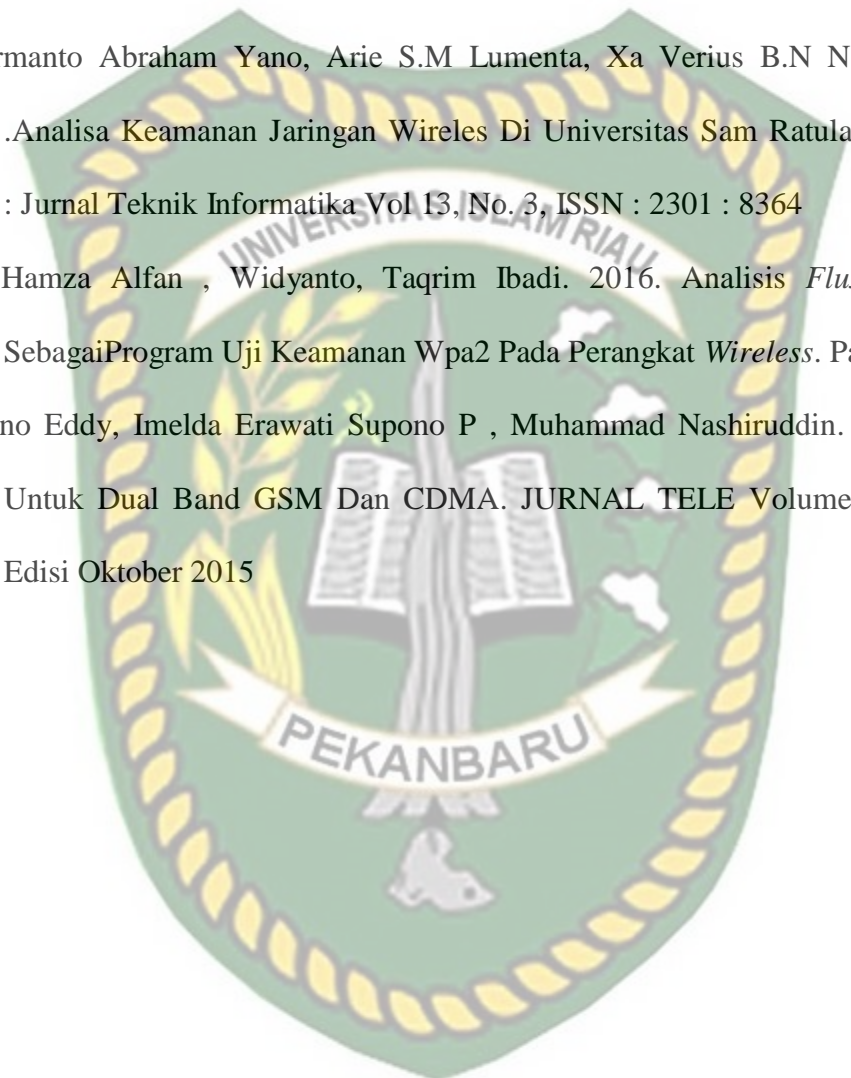 rmanto Abraham Yano, Arie S.M Lumenta, Xa Verius B.N N
.Analisa Keamanan Jaringan Wireles Di Universitas Sam Ratula
: Jurnal Teknik Informatika Vol 13, No. 3, ISSN : 2301 : 8364
UNIVERSITAS ISLAM RIAU
Hamza Alfan , Widyanto, Taqrim Ibadi. 2016. Analisis Flu
SebagaiProgram Uji Keamanan Wpa2 Pada Perangkat Wireless. Pa
no Eddy, Imelda Erawati Supono P , Muhammad Nashiruddin.
Untuk Dual Band GSM Dan CDMA. JURNAL TELE Volume
Edisi Oktober 2015
PEKANBARU